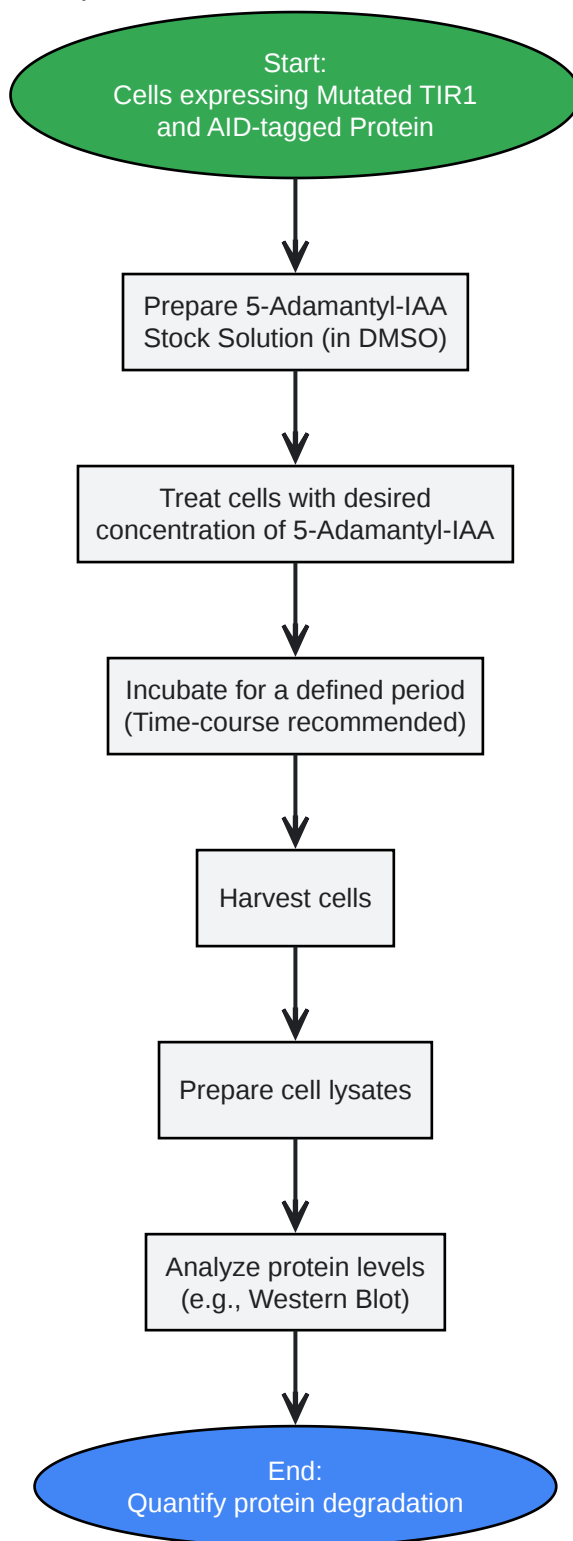 Start:
Cells expressing Mutated TIR1
and AID-tagged Protein
Prepare 5-Adamantyl-IAA
Stock Solution (in DMSO)
Treat cells with desired
concentration of 5-Adamantyl-IAA
Incubate for a defined period
(Time-course recommended)
Harvest cells
Prepare cell lysates
Analyze protein levels
(e.g., Western Blot)
End:
Quantify protein degradation